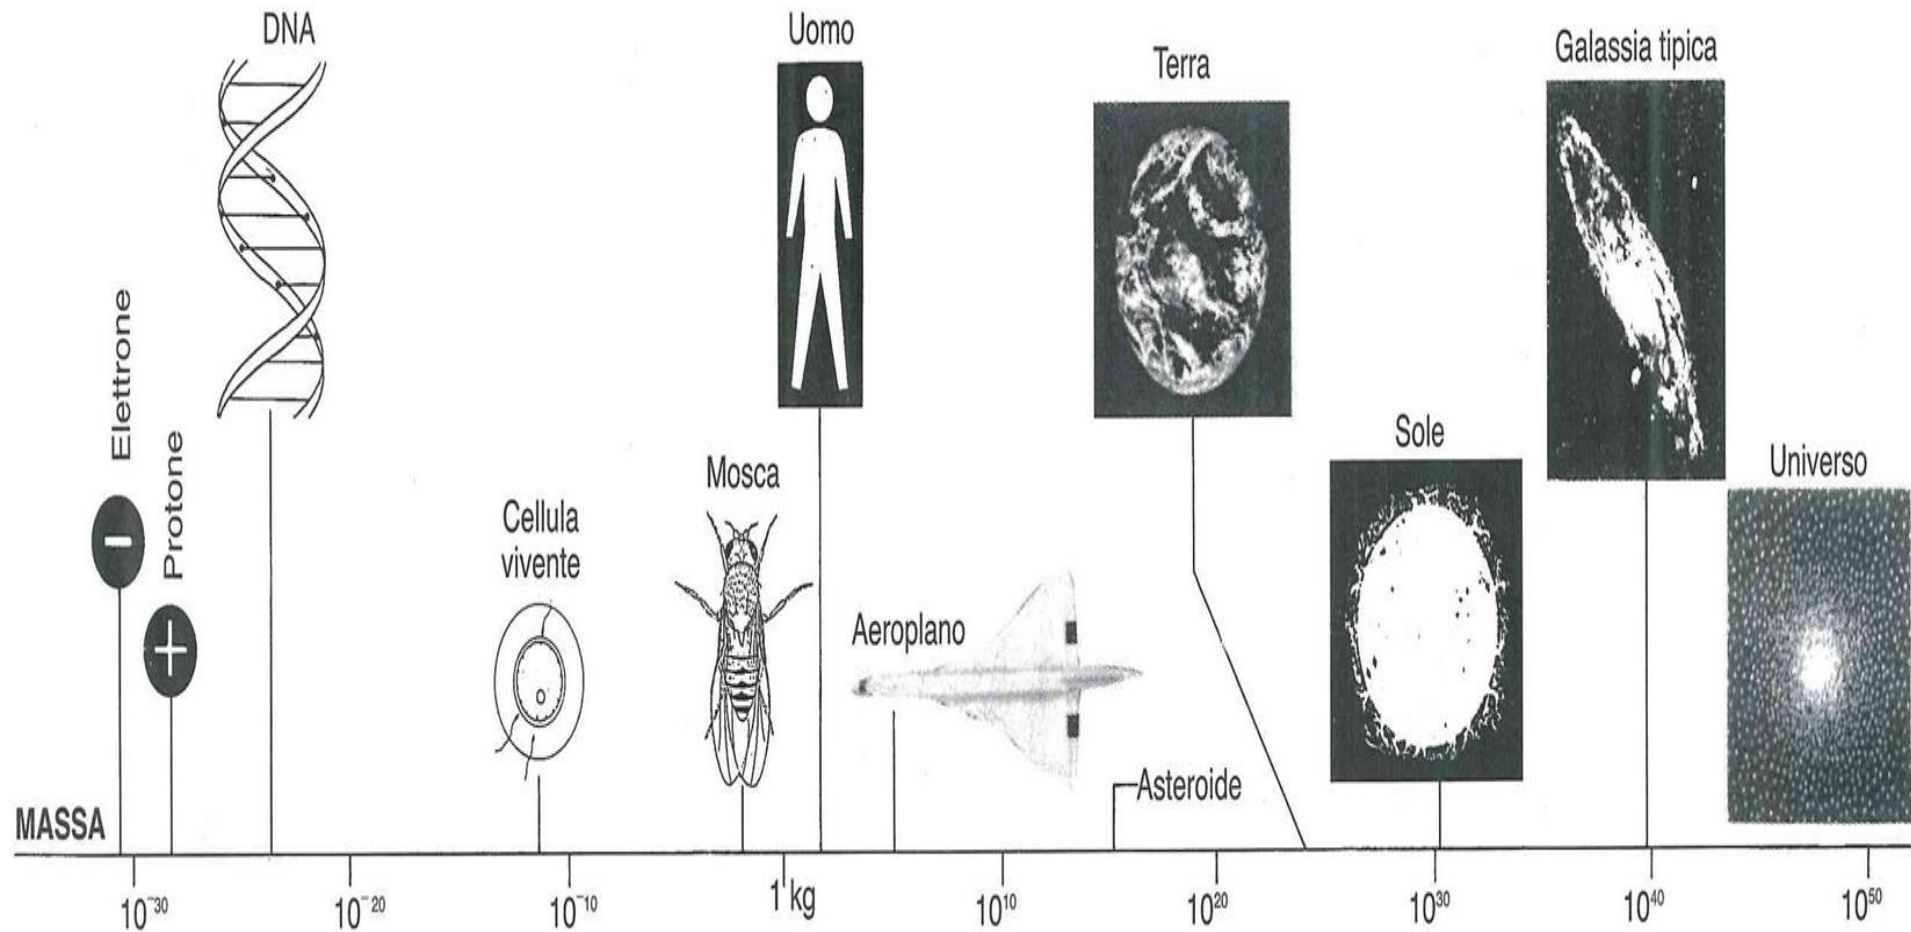 DNA
Uomo
Terra
Galassia tipica
Elettrone
Protone
Cellula
vivente
Mosca
Aeroplano
Asteroide
Sole
Universo
MASSA
10⁻³⁰
10⁻²⁰
10⁻¹⁰
1 kg
10¹⁰
10²⁰
10³⁰
10⁴⁰
10⁵⁰